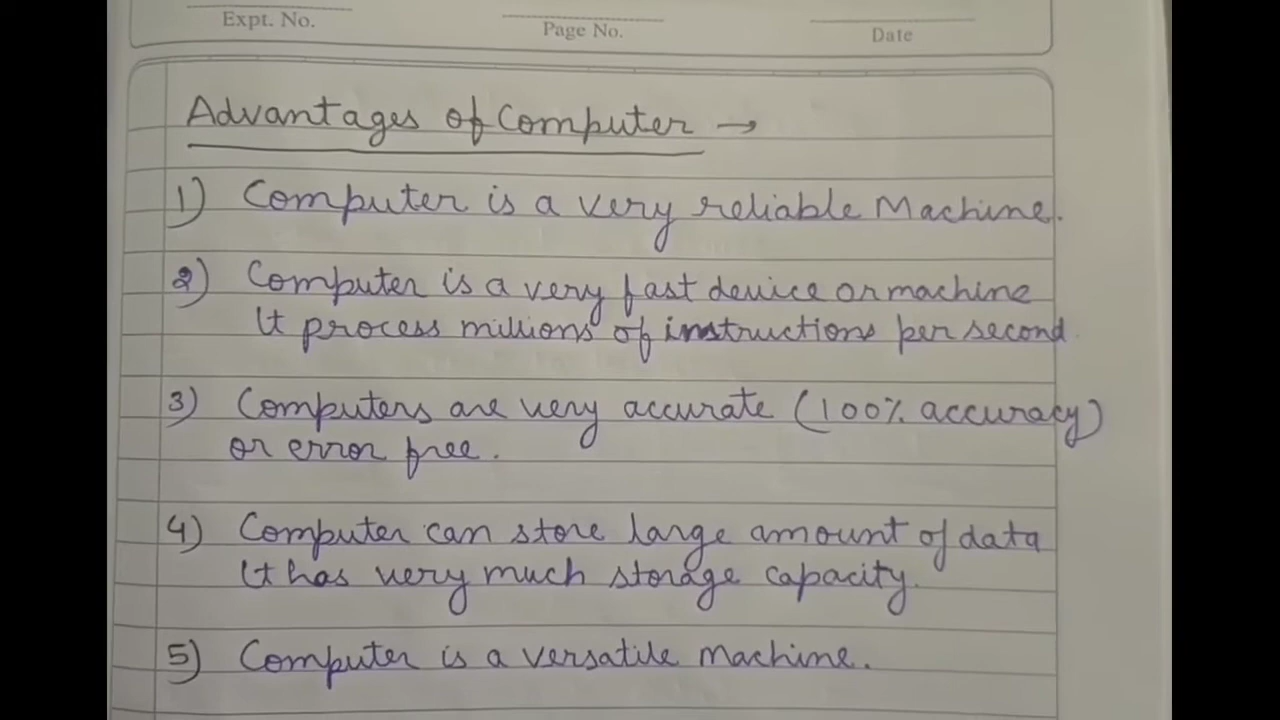 Expt. No.
Page No.
Date
Advantages of Computer →
1) Computer is a very reliable Machine.
2) Computer is a very fast device or machine
It process millions of instructions per second.
3) Computers are very accurate (100% accuracy)
or error free.
4) Computer can store large amount of data
It has very much storage capacity.
5) Computer is a versatile machine.